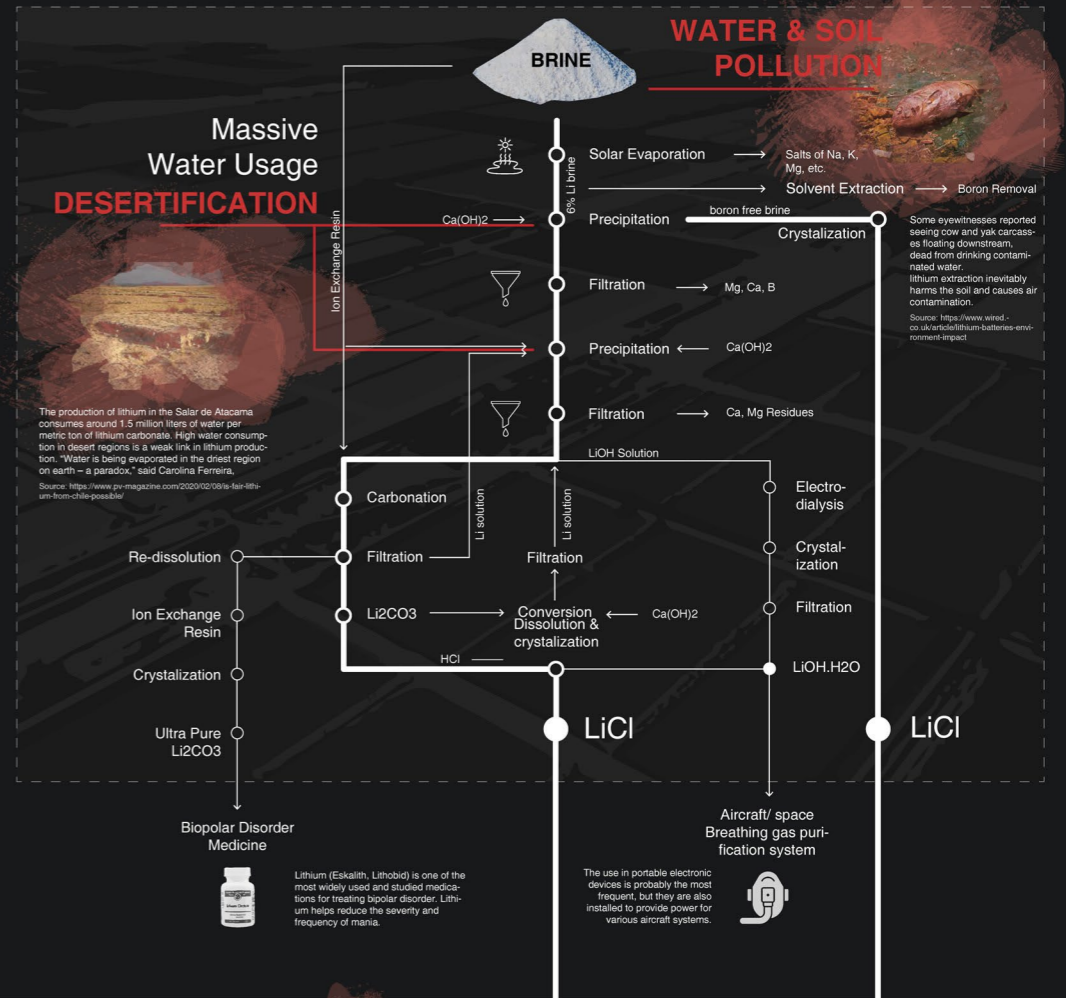 WATER & SOIL
POLLUTION
BRINE
Massive
Water Usage
DESERTIFICATION
Solar Evaporation
Salts of Na, K,
Mg, etc.
6% Li brine
Solvent Extraction
Boron Removal
Ca(OH)2
Precipitation
boron free brine
Crystalization
Ion Exchange Resin
Some eyewitnesses reported
seeing cow and yak carcass-
es floating downstream,
dead from drinking contami-
nated water.
lithium extraction inevitably
harms the soil and causes air
contamination.
Source: https://www.wired.-
co.uk/article/lithium-batteries-envi-
ronment-impact
Filtration
Mg, Ca, B
Precipitation
Ca(OH)2
Filtration
Ca, Mg Residues
The production of lithium in the Salar de Atacama
consumes around 1.5 million liters of water per
metric ton of lithium carbonate. High water consump-
tion in desert regions is a weak link in lithium produc-
tion. “Water is being evaporated in the driest region
on earth – a paradox,” said Carolina Ferreira,
Source: https://www.pv-magazine.com/2020/02/08/is-fair-lithi-
um-from-chile-possible/
LiOH Solution
Carbonation
Li solution
Li solution
Electro-
dialysis
Re-dissolution
Filtration
Filtration
Crystal-
ization
Ion Exchange
Resin
Li2CO3
Conversion
Dissolution &
crystalization
Ca(OH)2
Filtration
HCl
LiOH.H2O
Crystalization
Ultra Pure
Li2CO3
LiCl
LiCl
Biopolar Disorder
Medicine
Aircraft/ space
Breathing gas puri-
fication system
Lithium (Eskalith, Lithobid) is one of the
most widely used and studied medica-
tions for treating bipolar disorder. Lithi-
um helps reduce the severity and
frequency of mania.
The use in portable electronic
devices is probably the most
frequent, but they are also
installed to provide power for
various aircraft systems.